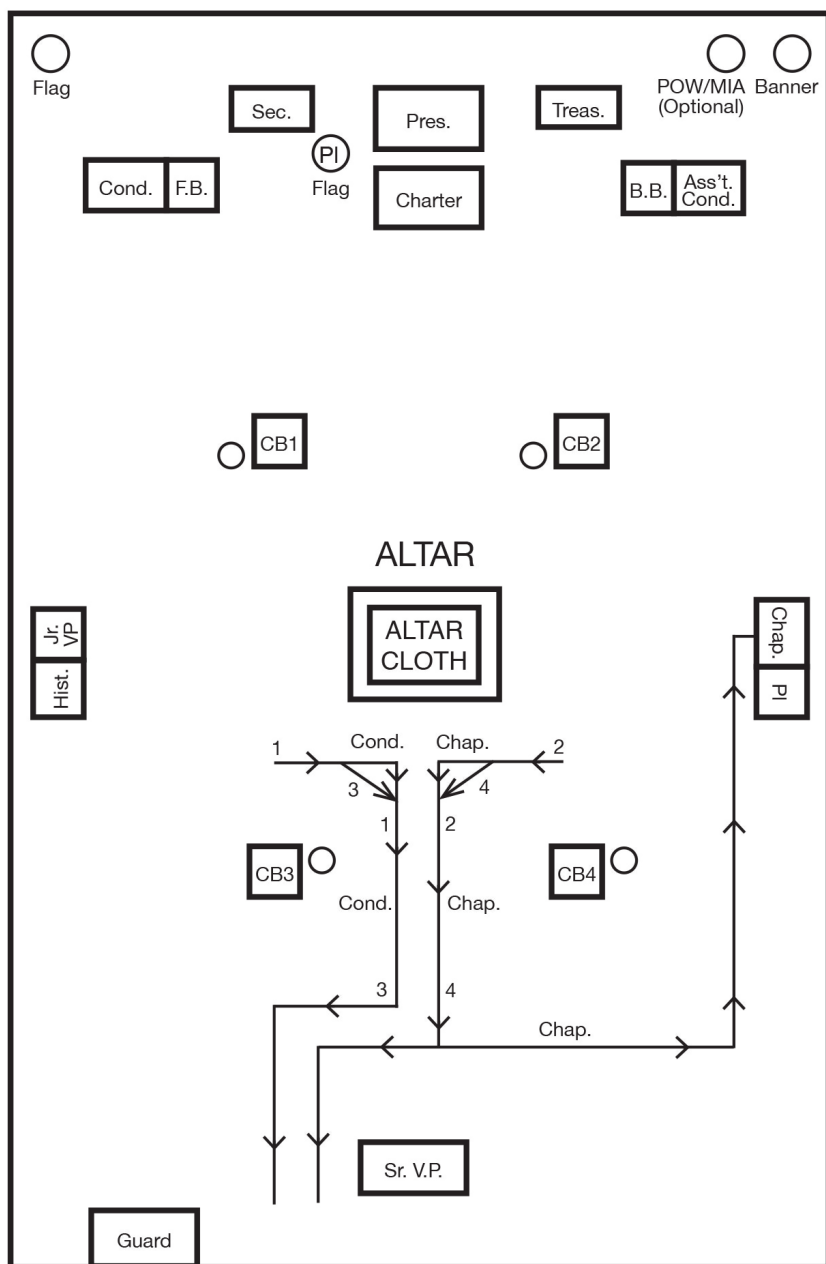 Flag
POW/MIA
(Optional)
Banner
Sec.
Pres.
Treas.
PI
Flag
Cond.
F.B.
Charter
B.B.
Ass't.
Cond.
CB1
CB2
ALTAR
ALTAR
CLOTH
Jr.
VP
Hist.
Chap.
PI
1
Cond.
Chap.
2
3
4
1
2
CB3
CB4
Cond.
Chap.
3
4
Chap.
Sr. V.P.
Guard